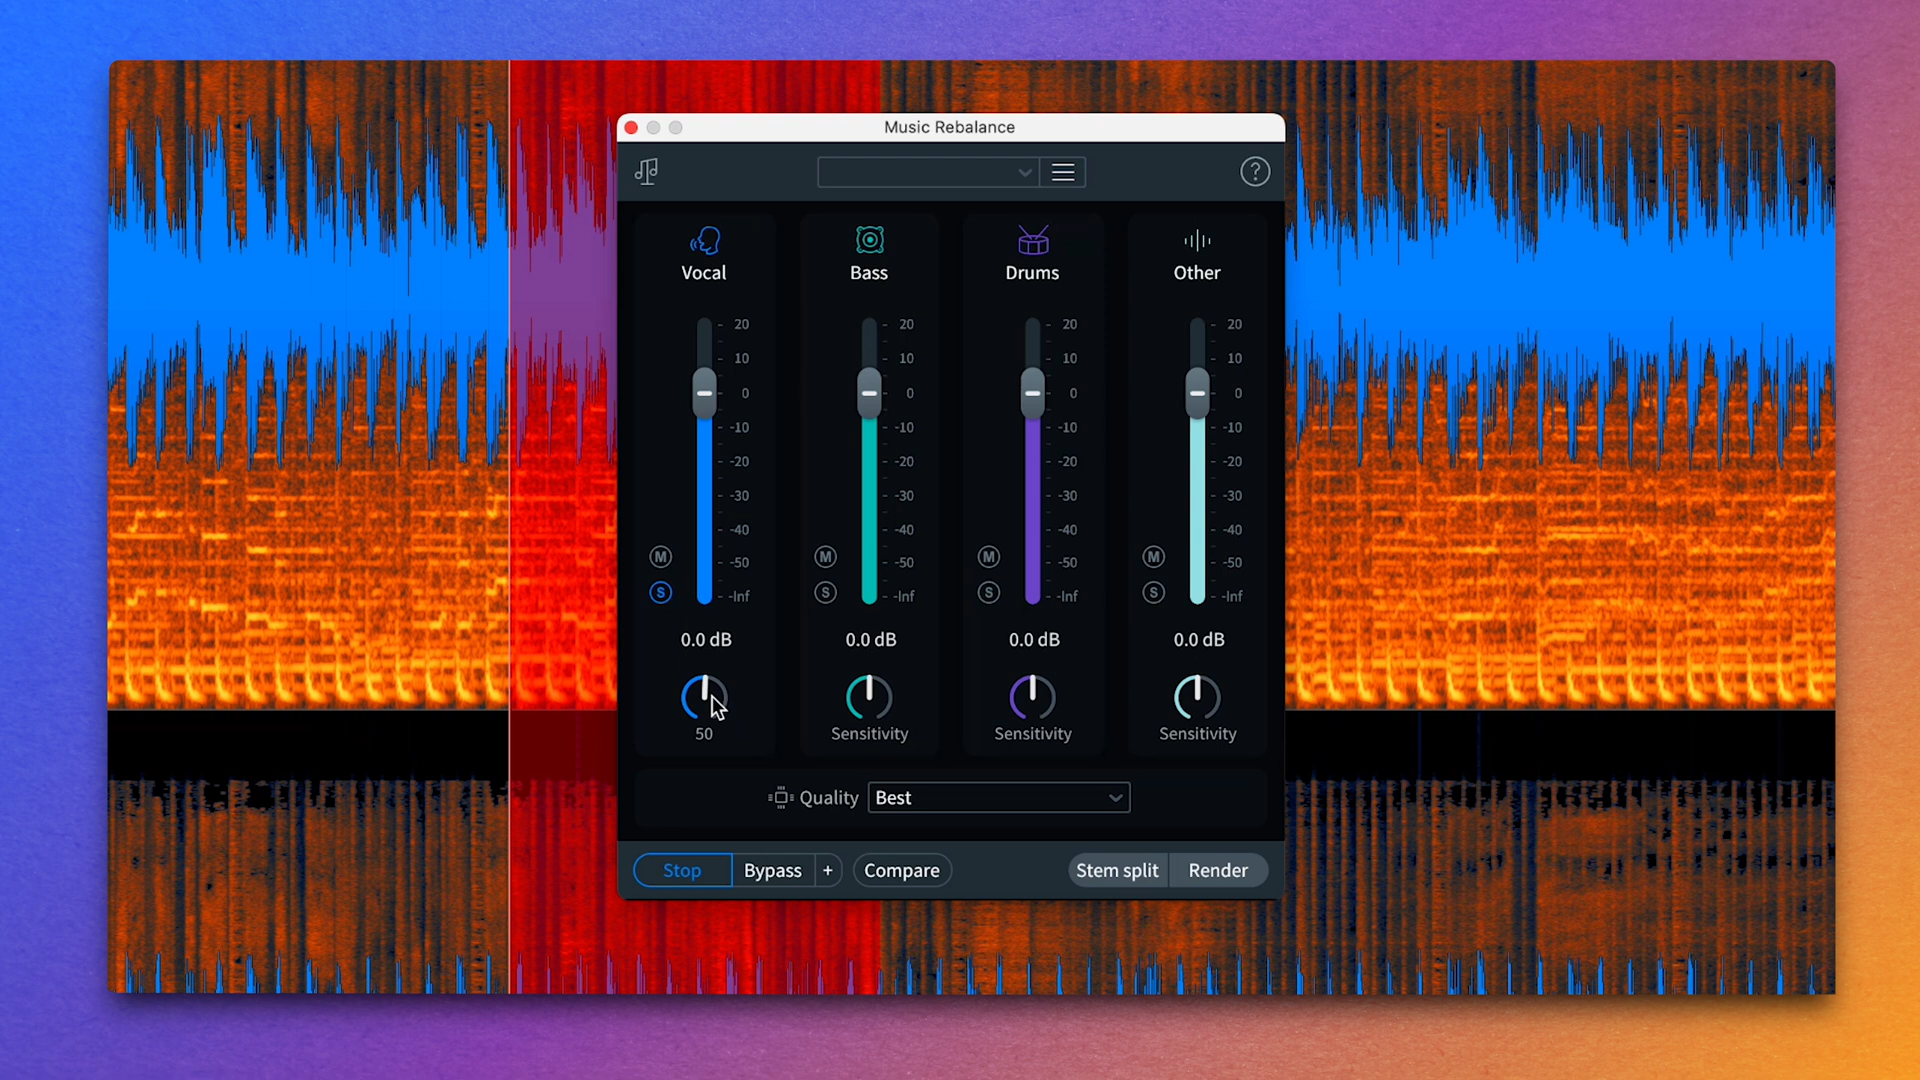 Music Rebalance
?
Vocal Bass Drums Other
20 20 20 20
10 10 10 10
0 0 0 0
-10 -10 -10 -10
-20 -20 -20 -20
-30 -30 -30 -30
-40 -40 -40 -40
M M M M
-50 -50 -50 -50
S S S S
-Inf -Inf -Inf -Inf
0.0 dB 0.0 dB 0.0 dB 0.0 dB
50 Sensitivity Sensitivity Sensitivity
Quality Best
Stop Bypass + Compare Stem split Render